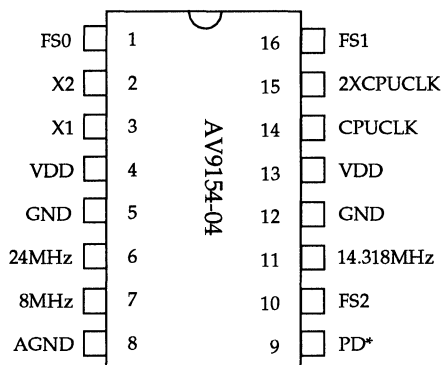 FS0 1 16 FS1
X2 2 15 2XCPUCLK
X1 3 14 CPUCLK
VDD 4 13 VDD
GND 5 12 GND
24MHz 6 11 14.318MHz
8MHz 7 10 FS2
AGND 8 9 PD*
AV9154-04